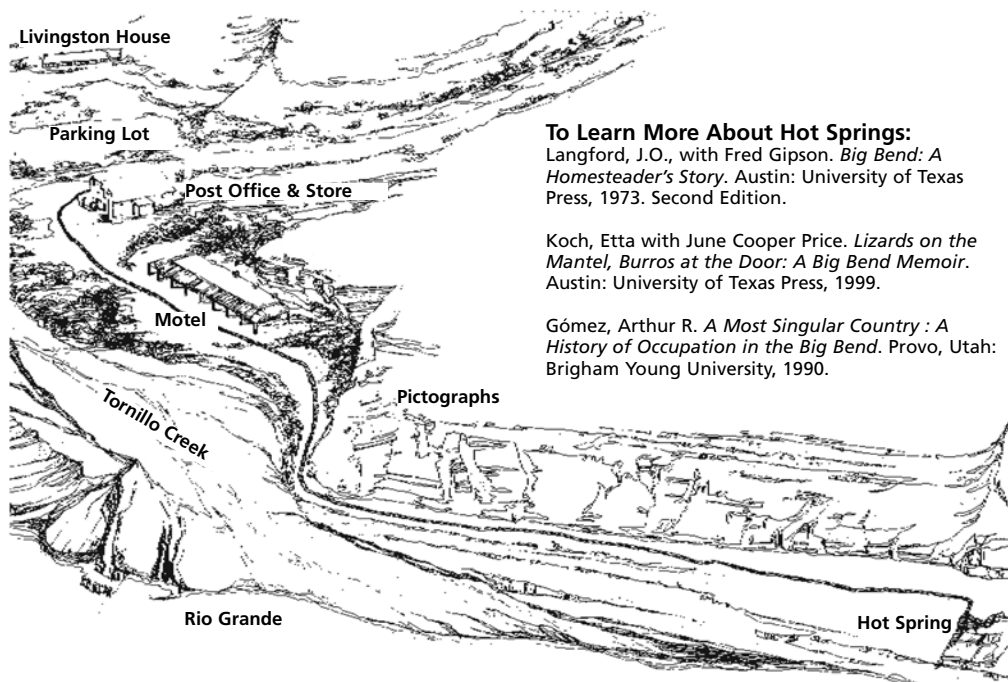 Livingston House
Parking Lot
Post Office & Store
Motel
Tornillo Creek
Pictographs
Rio Grande
Hot Spring
To Learn More About Hot Springs:
Langford, J.O., with Fred Gipson. Big Bend: A
Homesteader's Story. Austin: University of Texas
Press, 1973. Second Edition.
Koch, Etta with June Cooper Price. Lizards on the
Mantel, Burros at the Door: A Big Bend Memoir.
Austin: University of Texas Press, 1999.
Gómez, Arthur R. A Most Singular Country : A
History of Occupation in the Big Bend. Provo, Utah:
Brigham Young University, 1990.